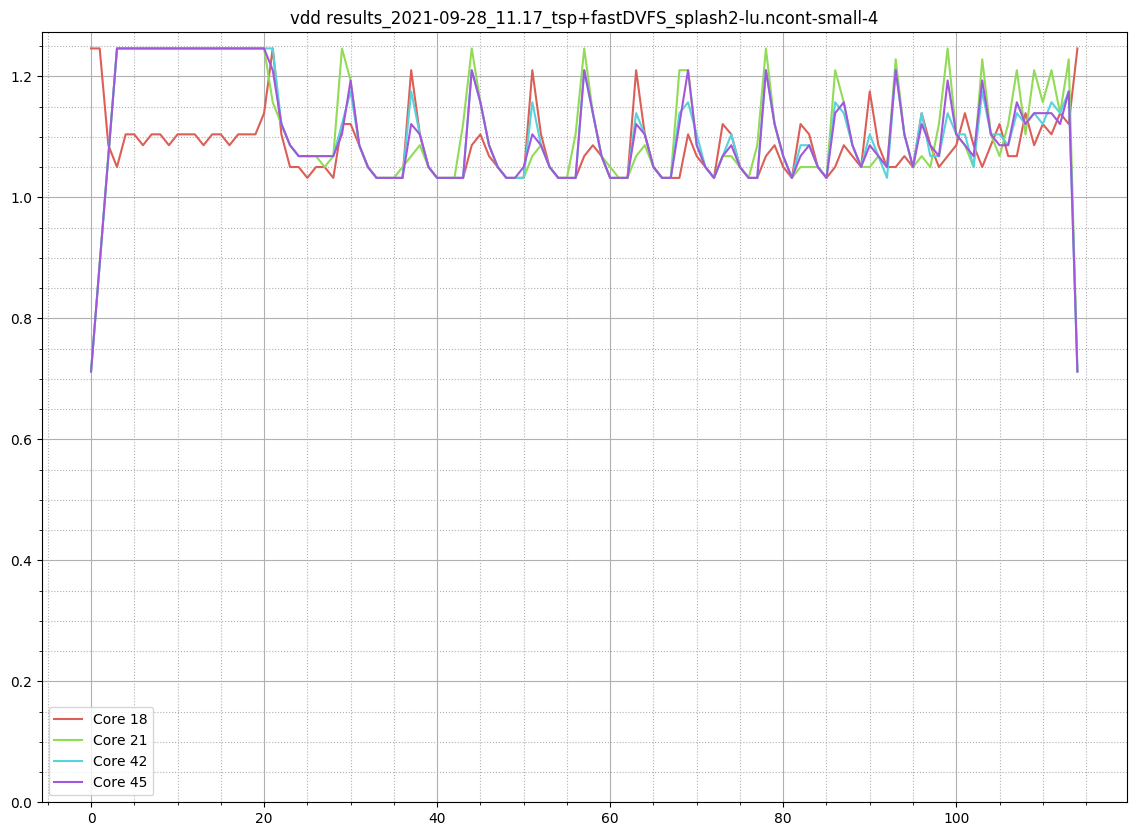 vdd results_2021-09-28_11.17_tsp+fastDVFS_splash2-lu.ncont-small-4
1.2
1.0
0.8
0.6
0.4
0.2
0.0
Core 18
Core 21
Core 42
Core 45
0 20 40 60 80 100